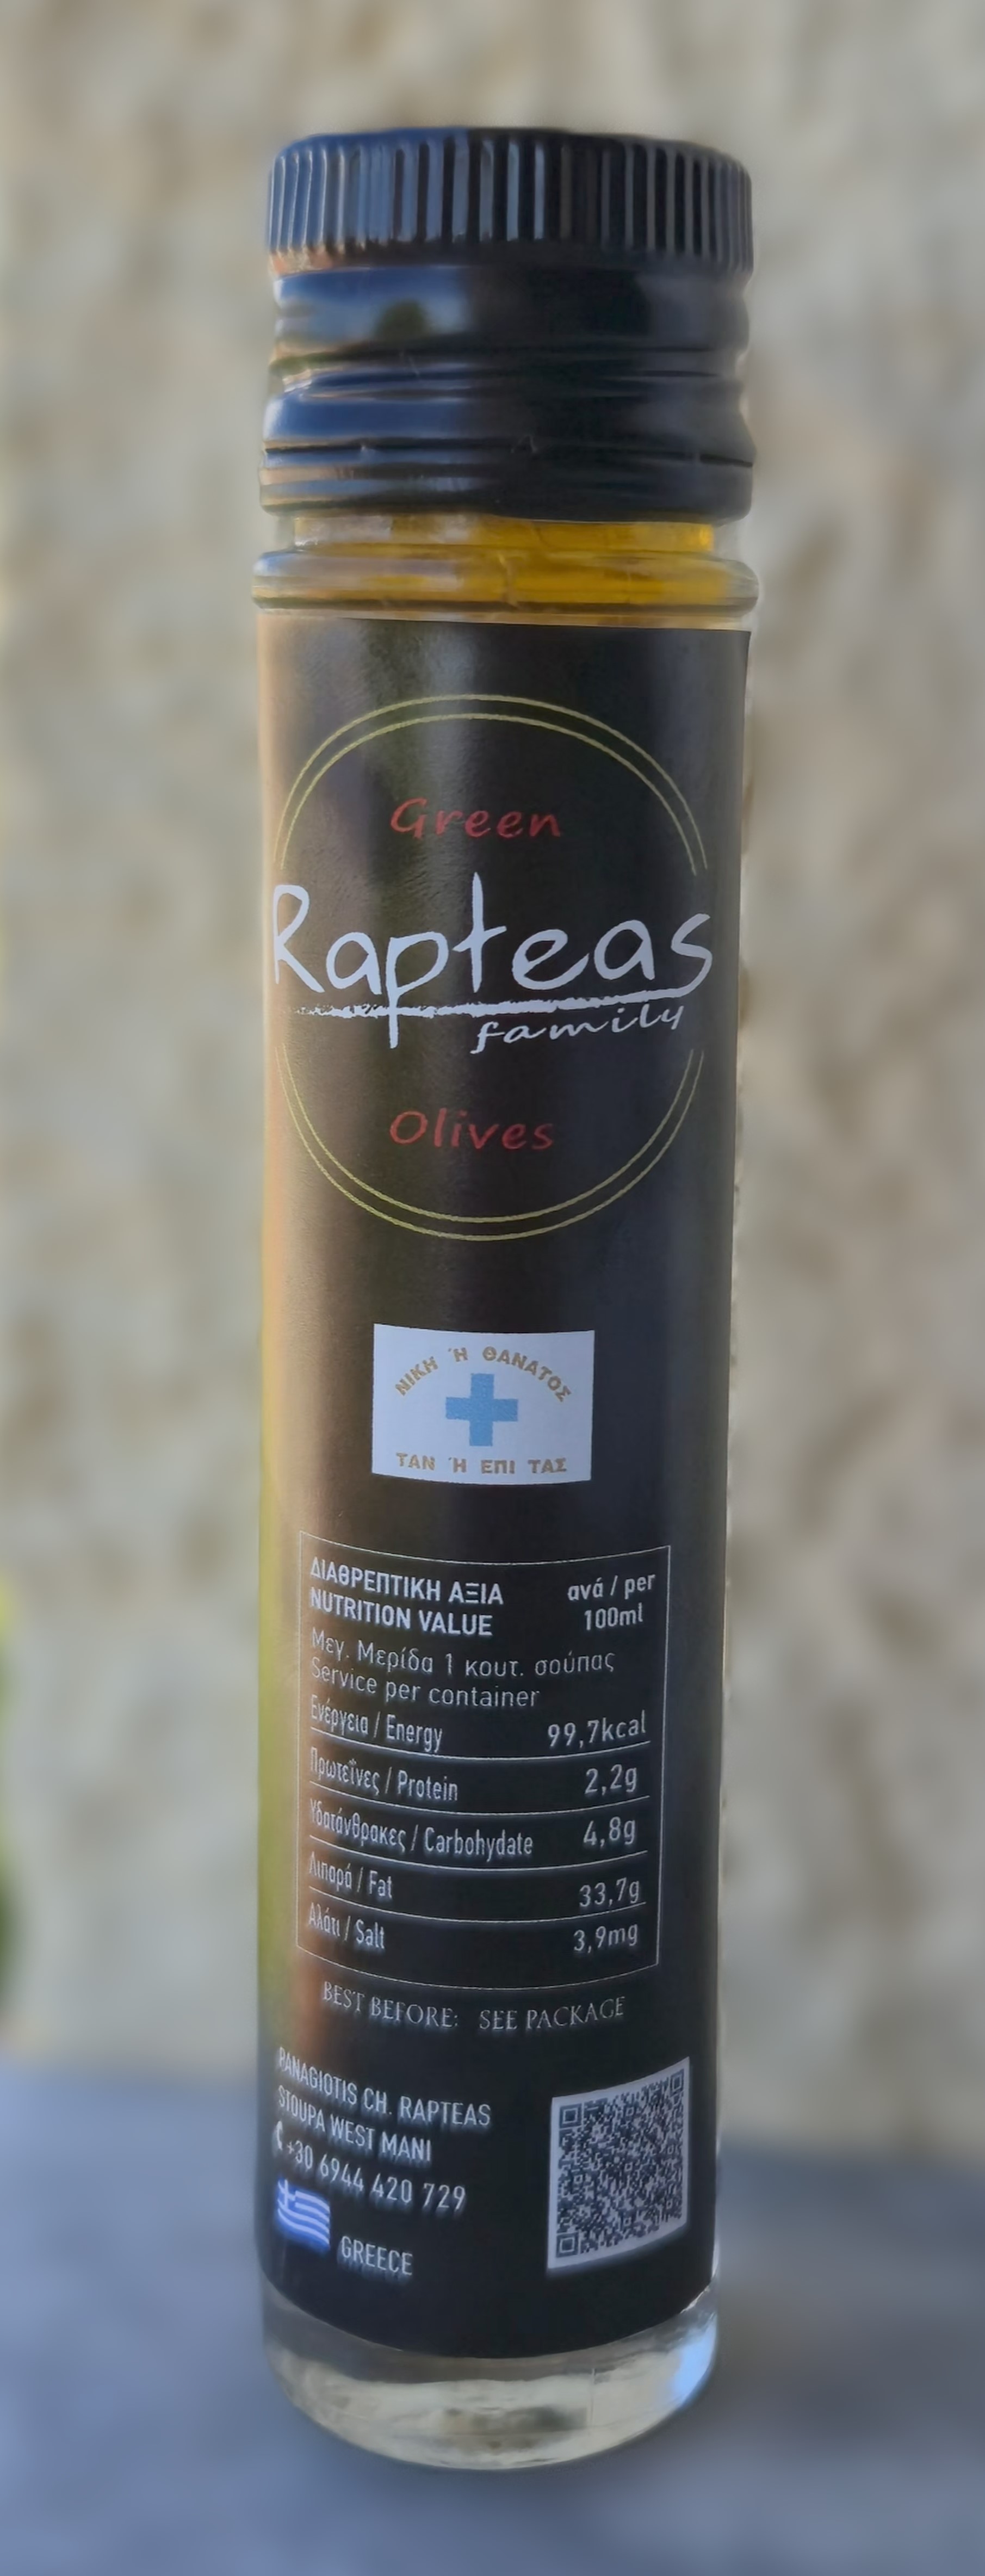 Green
Rapteas
family
Olives
ΝΙΚΗ Ή ΘΑΝΑΤΟΣ
ΤΑΝ Ή ΕΠΙ ΤΑΣ
ΔΙΑΘΡΕΠΤΙΚΗ ΑΞΙΑ ανά / per
NUTRITION VALUE 100ml
Μεγ. Μερίδα 1 κουτ. σούπας
Service per container
Ενέργεια / Energy 99,7kcal
Πρωτεΐνες / Protein 2,2g
Υδατάνθρακες / Carbohydate 4,8g
Λιπαρά / Fat 33,7g
Αλάτι / Salt 3,9mg
BEST BEFORE: SEE PACKAGE
PANAGIOTIS CH. RAPTEAS
STOUPA WEST MANI
+30 6944 420 729
GREECE